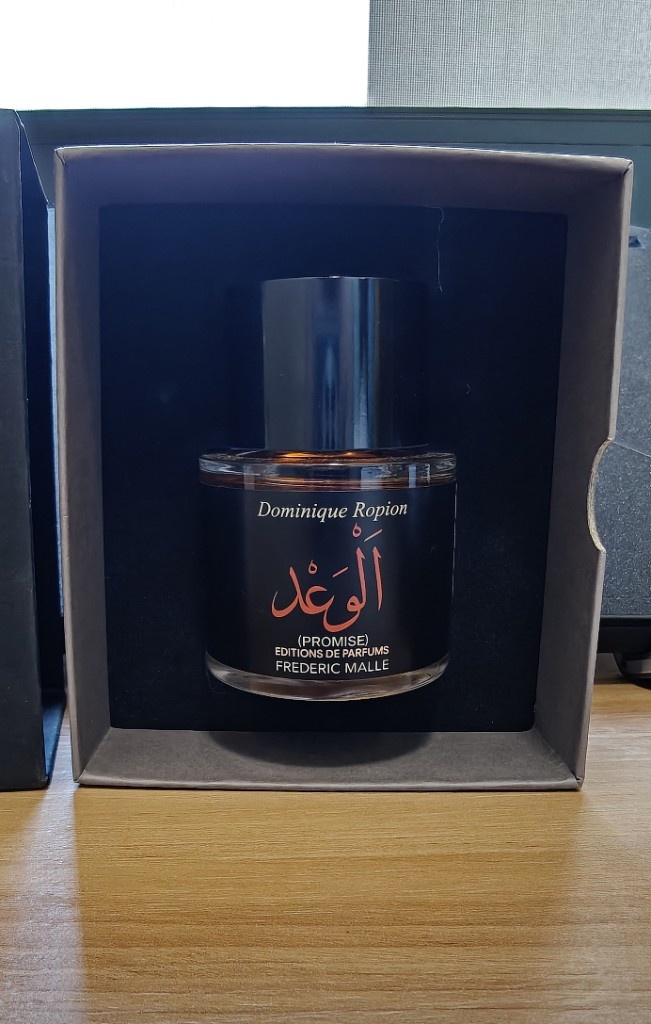 Dominique Ropion
اَلْوَعْد
(PROMISE)
EDITIONS DE PARFUMS
FREDERIC MALLE